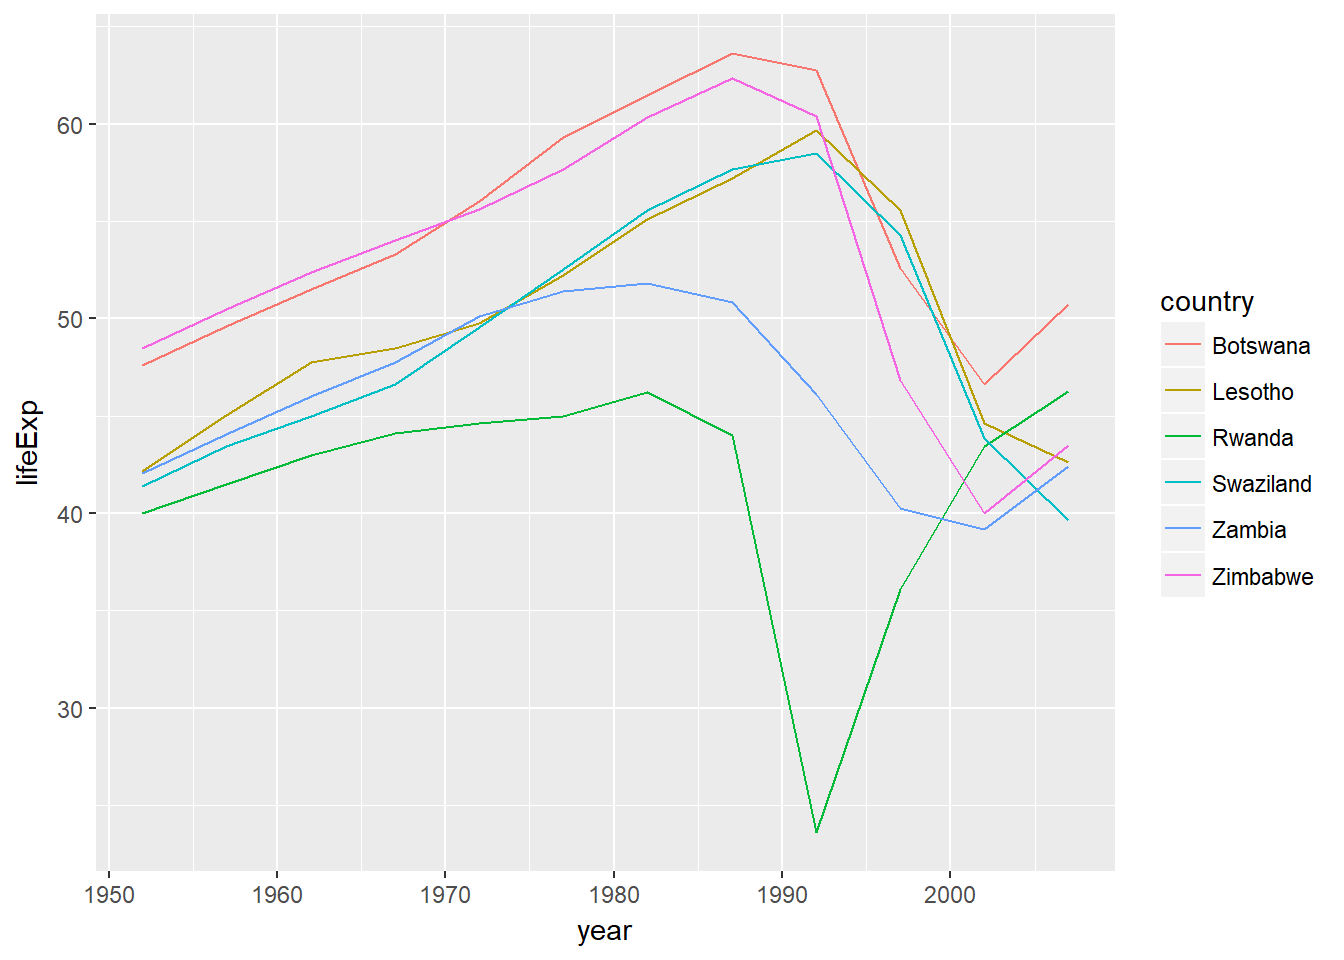 60
50
40
30
lifeExp
1950 1960 1970 1980 1990 2000
year
country
Botswana
Lesotho
Rwanda
Swaziland
Zambia
Zimbabwe